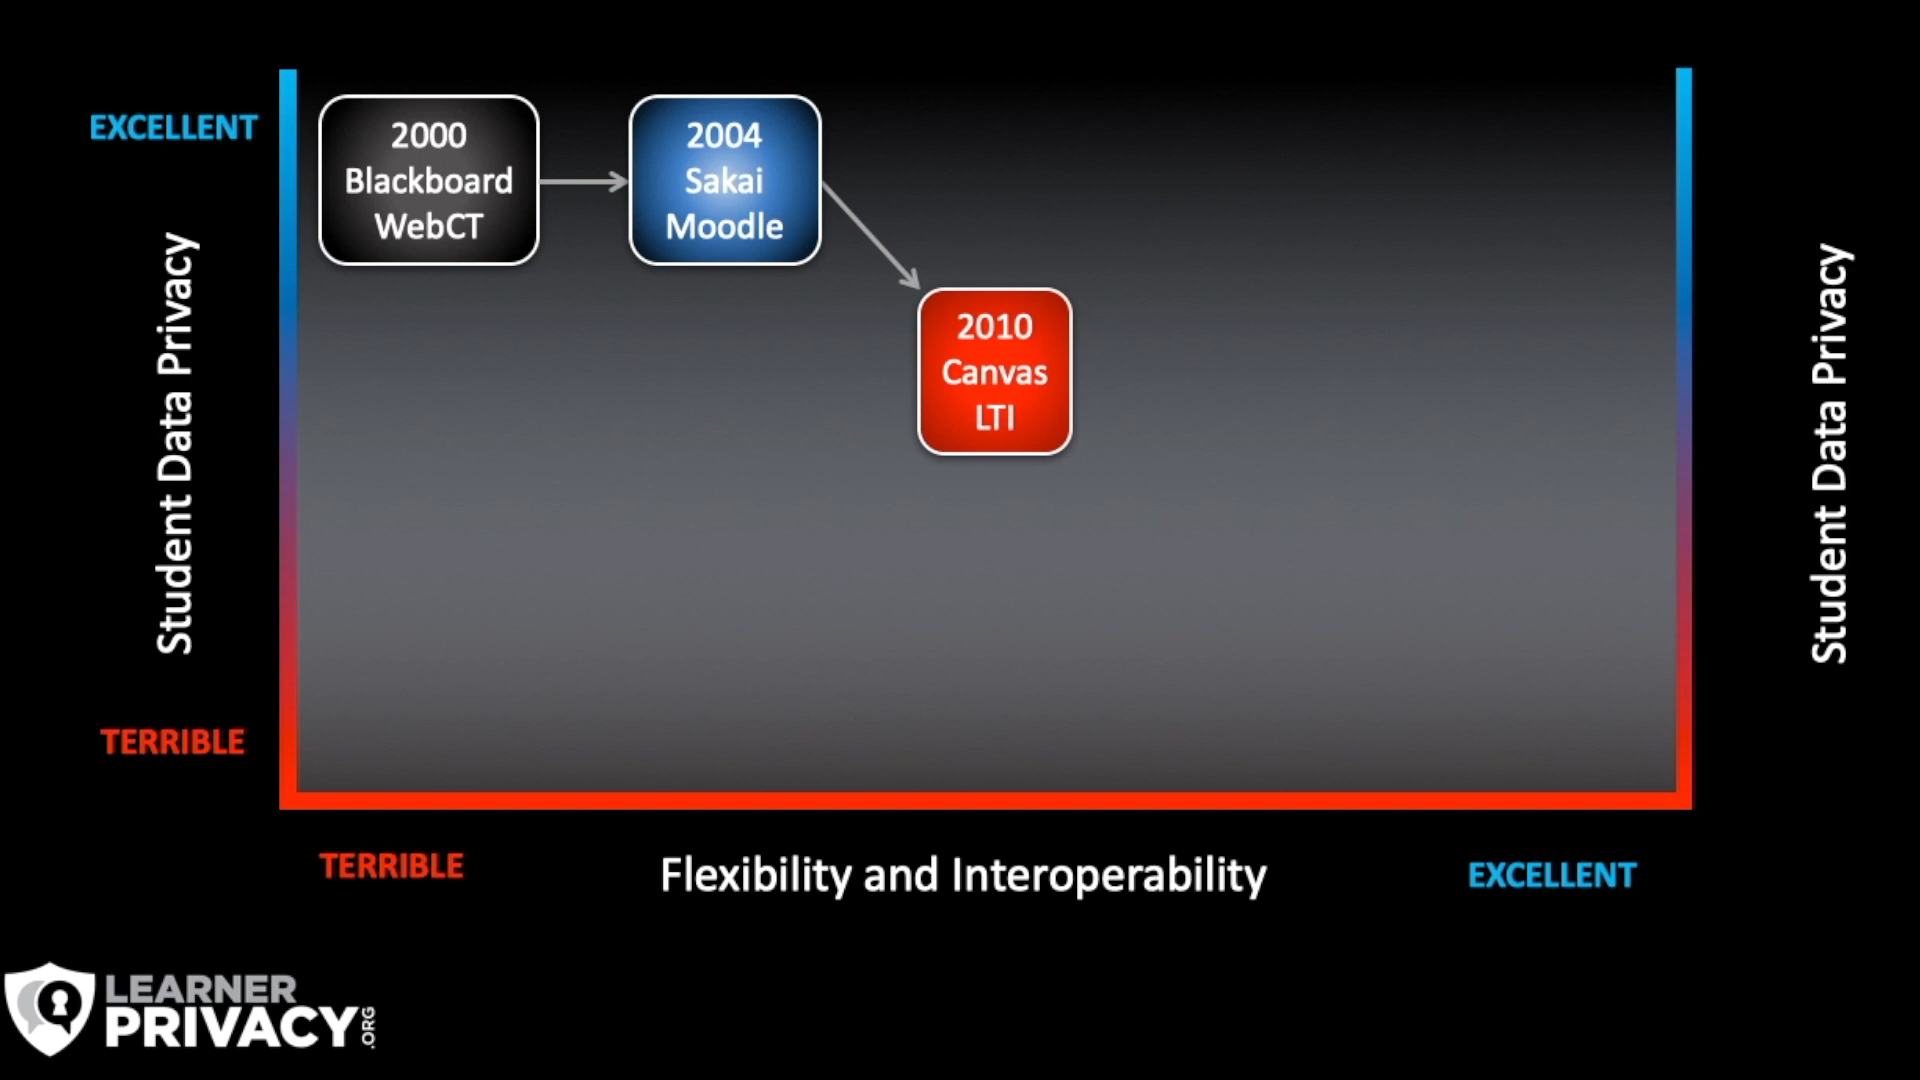 EXCELLENT
2000
Blackboard
WebCT
2004
Sakai
Moodle
2010
Canvas
LTI
Student Data Privacy
Student Data Privacy
TERRIBLE
TERRIBLE
Flexibility and Interoperability
EXCELLENT
LEARNER
PRIVACY.ORG